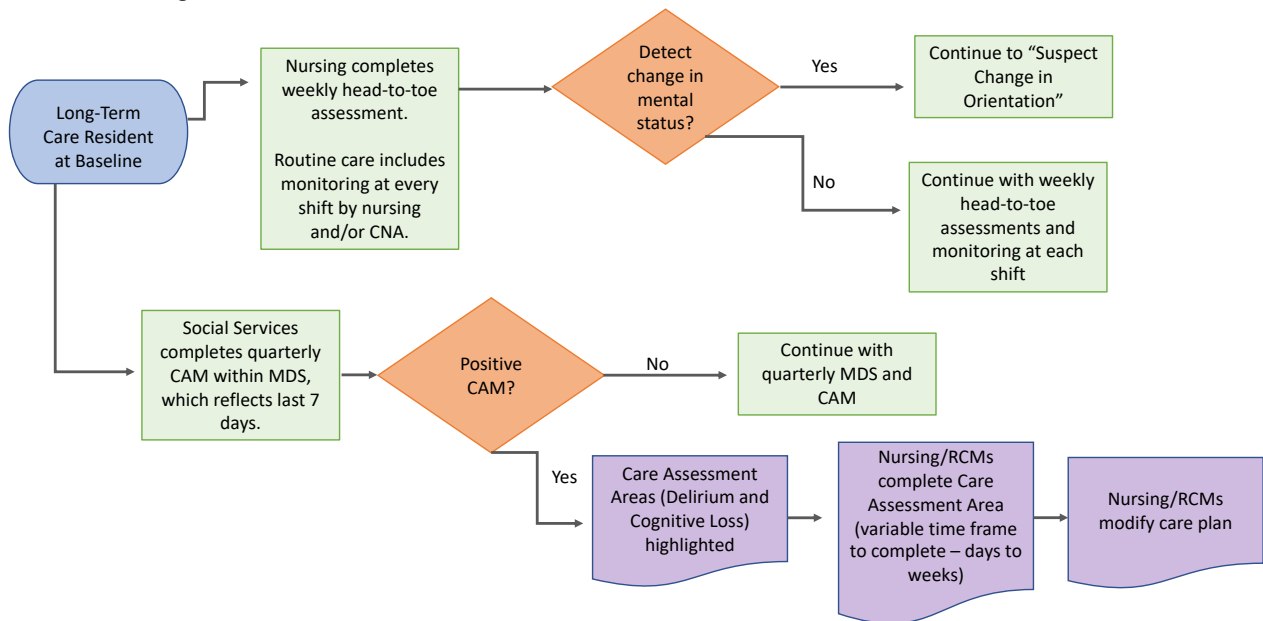 Long-Term
Care Resident
at Baseline
Nursing completes
weekly head-to-toe
assessment.
Routine care includes
monitoring at every
shift by nursing
and/or CNA.
Detect
change in
mental
status?
Yes
Continue to “Suspect
Change in
Orientation”
No
Continue with weekly
head-to-toe
assessments and
monitoring at each
shift
Social Services
completes quarterly
CAM within MDS,
which reflects last 7
days.
Positive
CAM?
No
Continue with
quarterly MDS and
CAM
Yes
Care Assessment
Areas (Delirium and
Cognitive Loss)
highlighted
Nursing/RCMs
complete Care
Assessment Area
(variable time frame
to complete – days to
weeks)
Nursing/RCMs
modify care plan